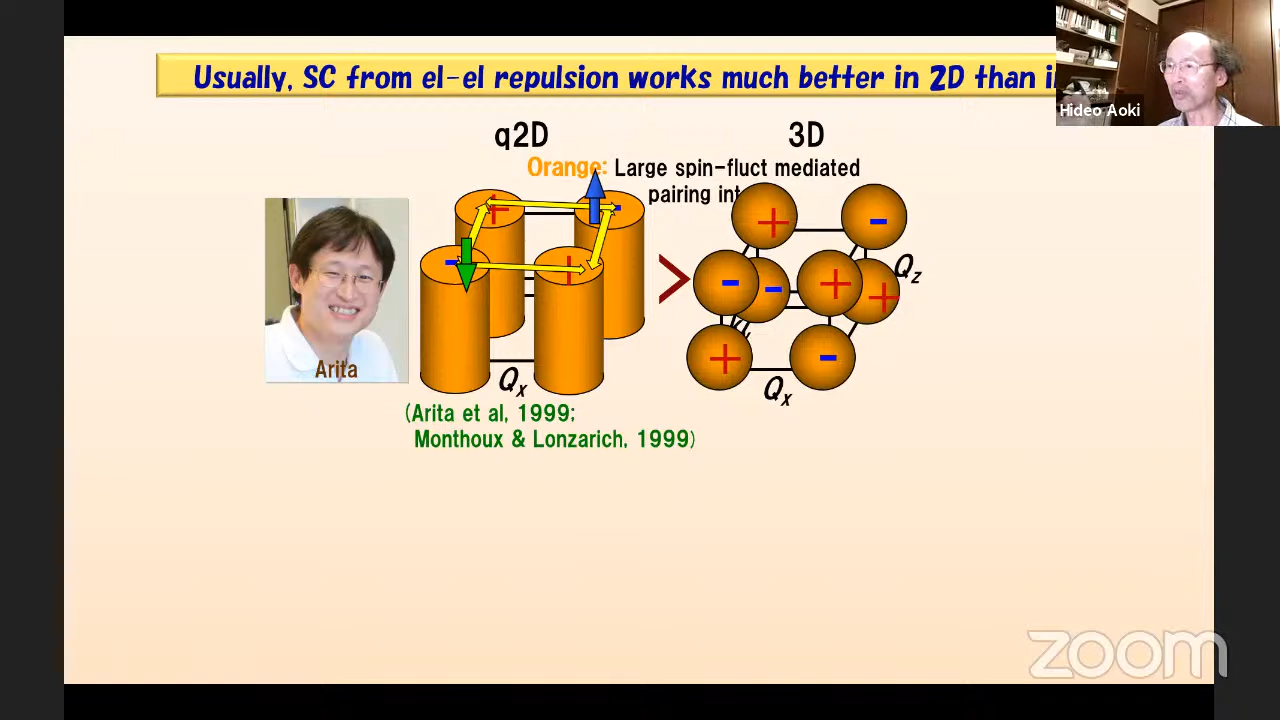 Usually, SC from el-el repulsion works much better in 2D than
Hideo Aoki
q2D
3D
Orange: Large spin-fluct mediated
pairing
+
-
+
-
-
+
-
-
+
+
Qz
+
-
Arita
Qx
Qx
(Arita et al, 1999;
Monthoux & Lonzarich, 1999)
zoom